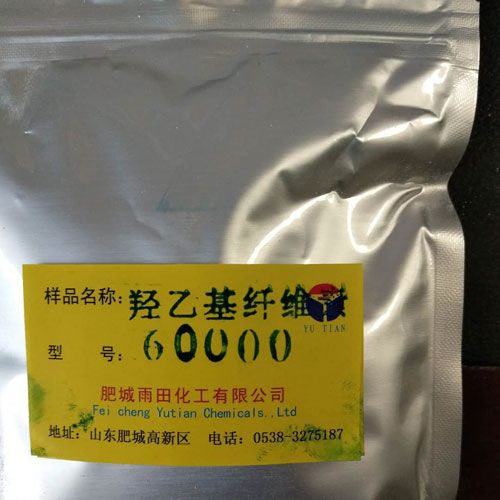 样品名称: 羟乙基纤维
YU TIAN
型 号: 60000
肥城雨田化工有限公司
Fei cheng Yutian Chemicals.,Ltd
地址: 山东肥城高新区 电话: 0538-3275187